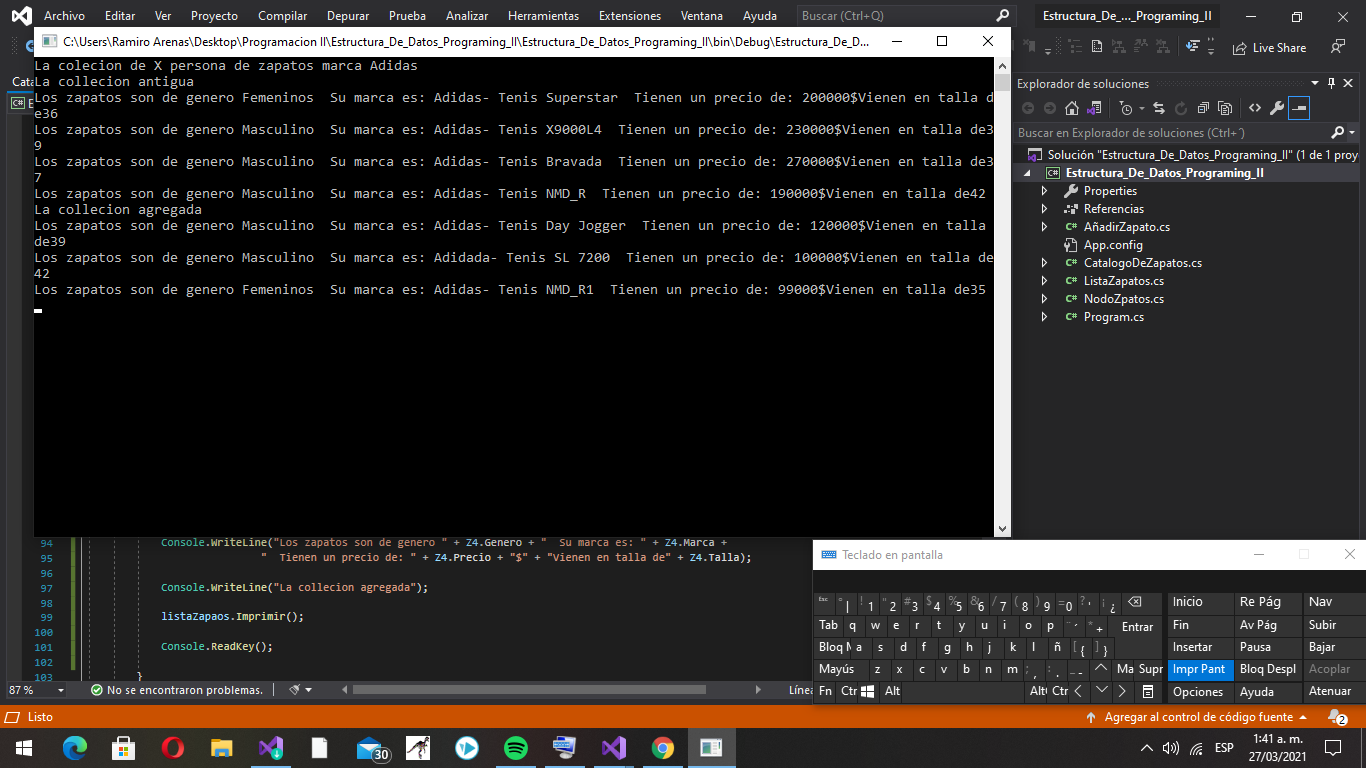 Archivo Editar Ver Proyecto Compilar Depurar Prueba Analizar Herramientas Extensiones Ventana Ayuda Buscar (Ctrl+Q) Estructura_De_..._Programing_II
C:\Users\Ramiro Arenas\Desktop\Programacion II\Estructura_De_Datos_Programing_II\Estructura_De_Datos_Programing_II\bin\Debug\Estructura_De_D...
Live Share
La colecion de X persona de zapatos marca Adidas
La collecion antigua
Los zapatos son de genero Femeninos  Su marca es: Adidas- Tenis Superstar  Tienen un precio de: 200000$Vienen en talla d
e36
Los zapatos son de genero Masculino  Su marca es: Adidas- Tenis X9000L4  Tienen un precio de: 230000$Vienen en talla de3
9
Los zapatos son de genero Masculino  Su marca es: Adidas- Tenis Bravada  Tienen un precio de: 270000$Vienen en talla de3
7
Los zapatos son de genero Masculino  Su marca es: Adidas- Tenis NMD_R  Tienen un precio de: 190000$Vienen en talla de42
La collecion agregada
Los zapatos son de genero Masculino  Su marca es: Adidas- Tenis Day Jogger  Tienen un precio de: 120000$Vienen en talla
de39
Los zapatos son de genero Masculino  Su marca es: Adidada- Tenis SL 7200  Tienen un precio de: 100000$Vienen en talla de
42
Los zapatos son de genero Femeninos  Su marca es: Adidas- Tenis NMD_R1  Tienen un precio de: 99000$Vienen en talla de35
Cata
Explorador de soluciones
Buscar en Explorador de soluciones (Ctrl+´)
Solución "Estructura_De_Datos_Programing_II" (1 de 1 proy
C# Estructura_De_Datos_Programing_II
Properties
Referencias
C# AñadirZapato.cs
App.config
C# CatalogoDeZapatos.cs
C# ListaZapatos.cs
C# NodoZpatos.cs
C# Program.cs
94 Console.WriteLine("Los zapatos son de genero " + Z4.Genero + "  Su marca es: " + Z4.Marca +
95 "  Tienen un precio de: " + Z4.Precio + "$" + "Vienen en talla de" + Z4.Talla);
96
97 Console.WriteLine("La collecion agregada");
98
99 listaZapaos.Imprimir();
100
101 Console.ReadKey();
102
103 }
87 % No se encontraron problemas. Líne
Teclado en pantalla
Esc ° | ! 1 " 2 # 3 $ 4 % 5 & 6 / 7 ( 8 ) 9 = 0 ? ' ¡ ¿ Inicio Re Pág Nav
Tab q w e r t y u i o p ¨ ´ * + Entrar Fin Av Pág Subir
Bloq M a s d f g h j k l ñ [ { ] } Insertar Pausa Bajar
Mayús z x c v b n m ; , : . _ - Ma Supr Impr Pant Bloq Despl Acoplar
Fn Ctr Alt Alt Ctr Opciones Ayuda Atenuar
Listo Agregar al control de código fuente 2
30 ESP 1:41 a. m.
27/03/2021